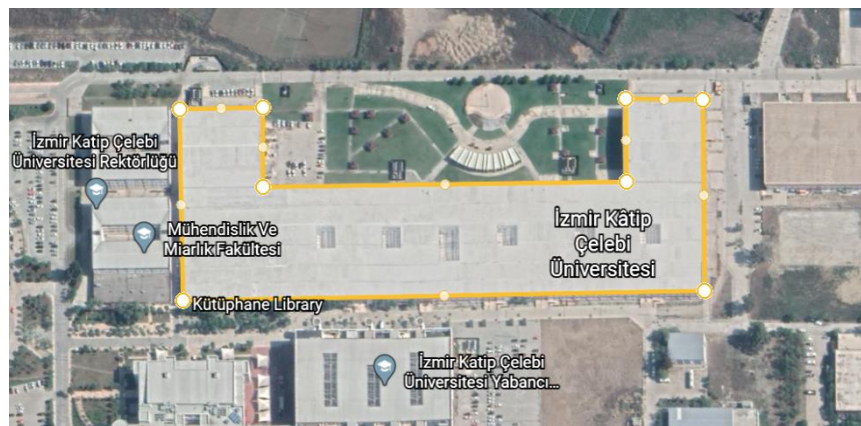 İzmir Katip Çelebi
Üniversitesi Rektörlüğü
Mühendislik Ve
Miarlık Fakültesi
İzmir Kâtip
Çelebi
Üniversitesi
Kütüphane Library
İzmir Katip Çelebi
Üniversitesi Yabancı...